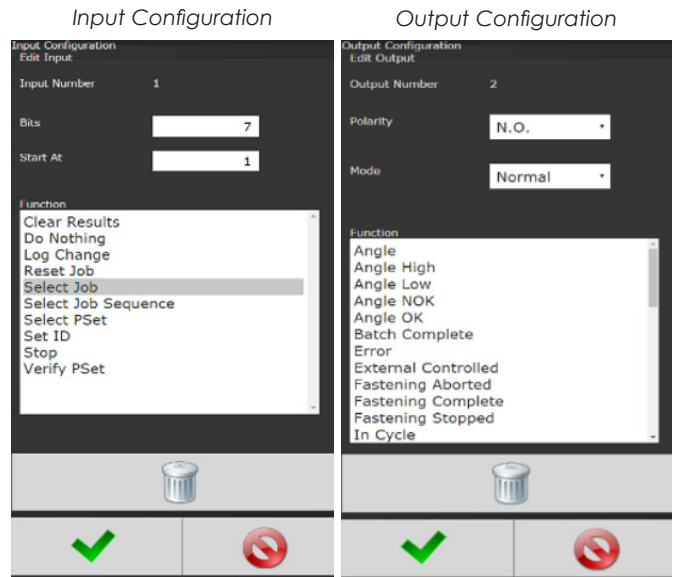 Input Configuration
Output Configuration
Input Configuration
Edit Input
Input Number 1
Bits 7
Start At 1
Function
Clear Results
Do Nothing
Log Change
Reset Job
Select Job
Select Job Sequence
Select PSet
Set ID
Stop
Verify PSet
Output Configuration
Edit Output
Output Number 2
Polarity N.O.
Mode Normal
Function
Angle
Angle High
Angle Low
Angle NOK
Angle OK
Batch Complete
Error
External Controlled
Fastening Aborted
Fastening Complete
Fastening Stopped
In Cycle